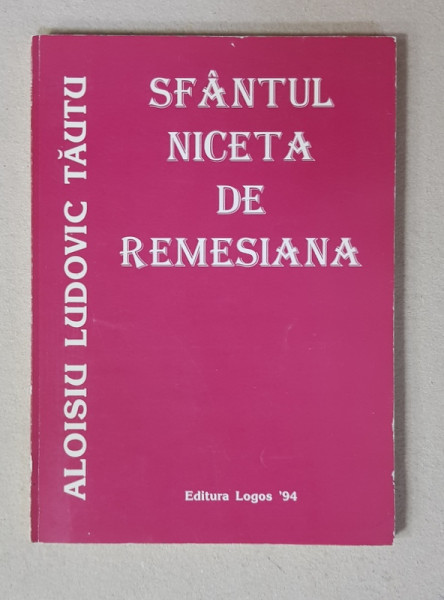 ALOISIU LUDOVIC TĂUTU
SFÂNTUL
NICETA
DE
REMESIANA
Editura Logos '94